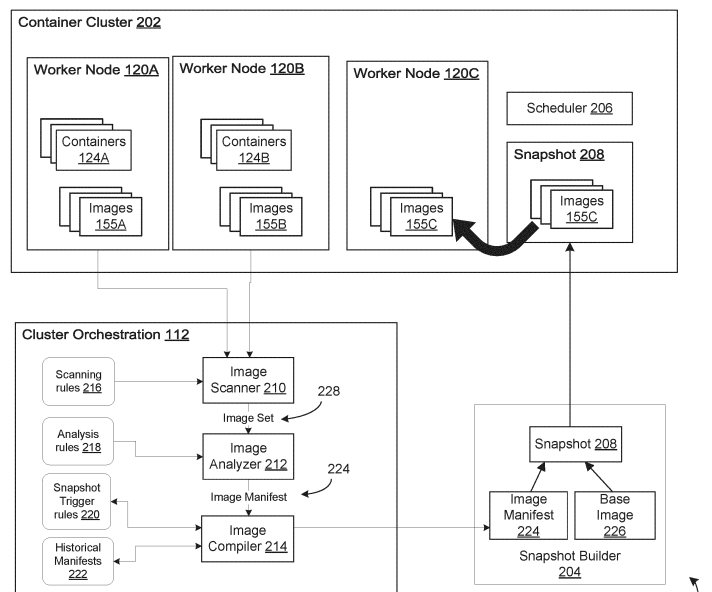 Container Cluster 202
Worker Node 120A
Worker Node 120B
Worker Node 120C
Scheduler 206
Containers
124A
Containers
124B
Snapshot 208
Images
155A
Images
155B
Images
155C
Images
155C
Cluster Orchestration 112
Scanning
rules 216
Image
Scanner 210
228
Image Set
Analysis
rules 218
Image
Analyzer 212
224
Image Manifest
Snapshot
Trigger
rules 220
Image
Compiler 214
Historical
Manifests
222
Snapshot 208
Image
Manifest
224
Base
Image
226
Snapshot Builder
204